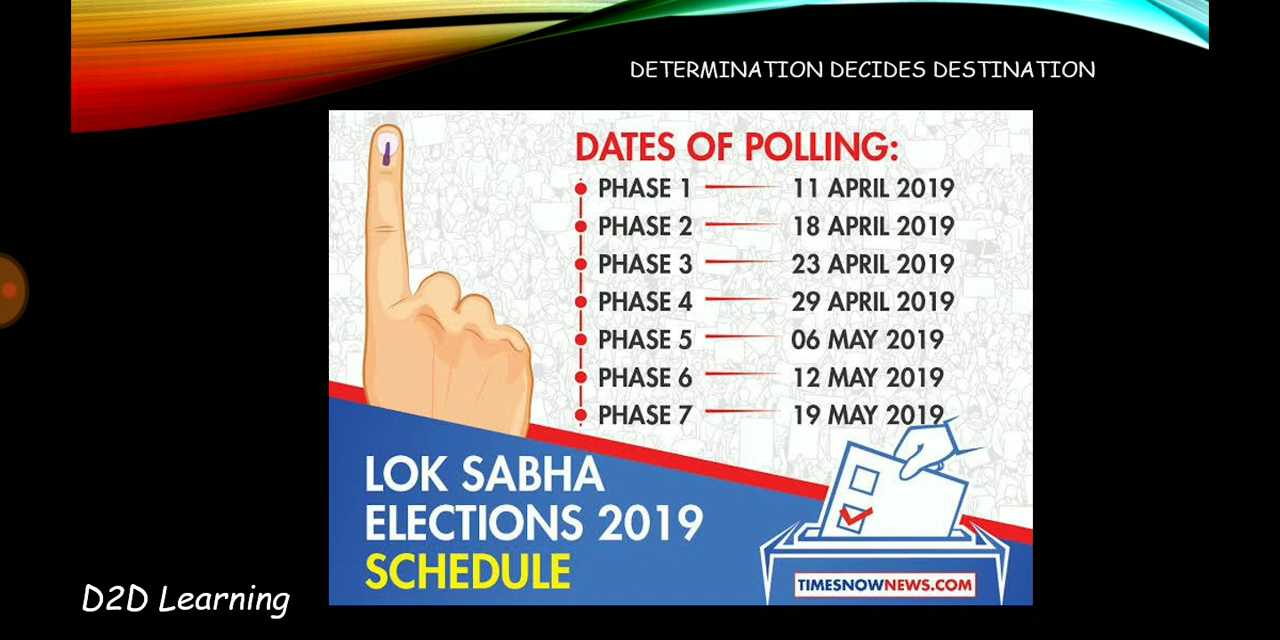 DETERMINATION DECIDES DESTINATION
DATES OF POLLING:
PHASE 1 11 APRIL 2019
PHASE 2 18 APRIL 2019
PHASE 3 23 APRIL 2019
PHASE 4 29 APRIL 2019
PHASE 5 06 MAY 2019
PHASE 6 12 MAY 2019
PHASE 7 19 MAY 2019
LOK SABHA
ELECTIONS 2019
SCHEDULE
TIMESNOWNEWS.COM
D2D Learning